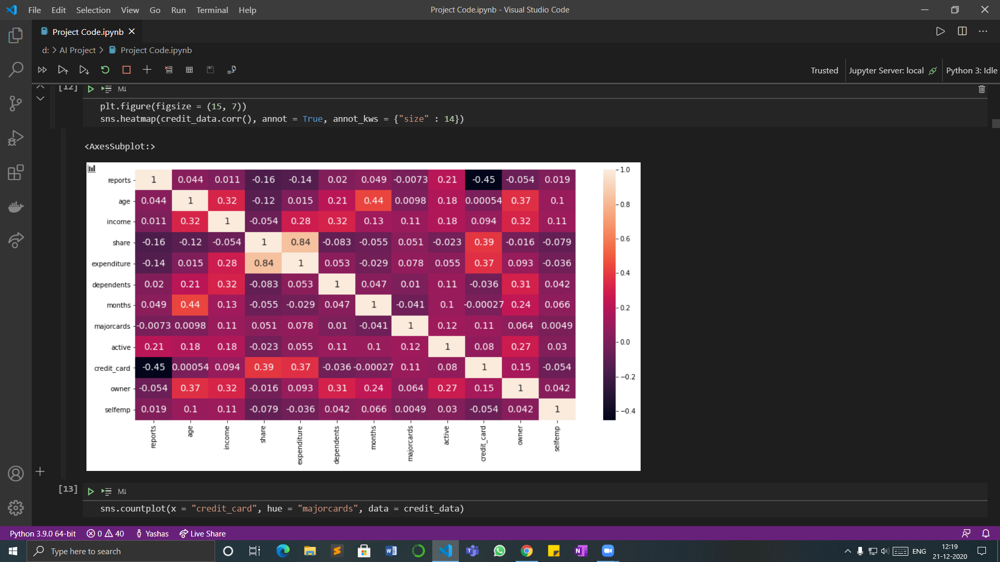 File Edit Selection View Go Run Terminal Help
Project Code.ipynb - Visual Studio Code
Project Code.ipynb
d: > AI Project > Project Code.ipynb
Trusted Jupyter Server: local Python 3: Idle
[12] M↓
plt.figure(figsize = (15, 7))
sns.heatmap(credit_data.corr(), annot = True, annot_kws = {"size" : 14})
<AxesSubplot:>
reports 1 0.044 0.011 -0.16 -0.14 0.02 0.049 -0.0073 0.21 -0.45 -0.054 0.019
age 0.044 1 0.32 -0.12 0.015 0.21 0.44 0.0098 0.18 0.00054 0.37 0.1
income 0.011 0.32 1 -0.054 0.28 0.32 0.13 0.11 0.18 0.094 0.32 0.11
share -0.16 -0.12 -0.054 1 0.84 -0.083 -0.055 0.051 -0.023 0.39 -0.016 -0.079
expenditure -0.14 0.015 0.28 0.84 1 0.053 -0.029 0.078 0.055 0.37 0.093 -0.036
dependents 0.02 0.21 0.32 -0.083 0.053 1 0.047 0.01 0.11 -0.036 0.31 0.042
months 0.049 0.44 0.13 -0.055 -0.029 0.047 1 -0.041 0.1 -0.00027 0.24 0.066
majorcards -0.0073 0.0098 0.11 0.051 0.078 0.01 -0.041 1 0.12 0.11 0.064 0.0049
active 0.21 0.18 0.18 -0.023 0.055 0.11 0.1 0.12 1 0.08 0.27 0.03
credit_card -0.45 0.00054 0.094 0.39 0.37 -0.036 -0.00027 0.11 0.08 1 0.15 -0.054
owner -0.054 0.37 0.32 -0.016 0.093 0.31 0.24 0.064 0.27 0.15 1 0.042
selfemp 0.019 0.1 0.11 -0.079 -0.036 0.042 0.066 0.0049 0.03 -0.054 0.042 1
reports age income share expenditure dependents months majorcards active credit_card owner selfemp
1.0
0.8
0.6
0.4
0.2
0.0
−0.2
−0.4
[13] M↓
sns.countplot(x = "credit_card", hue = "majorcards", data = credit_data)
Python 3.9.0 64-bit 0 40 Yashas Live Share
Type here to search
ENG
12:19
21-12-2020